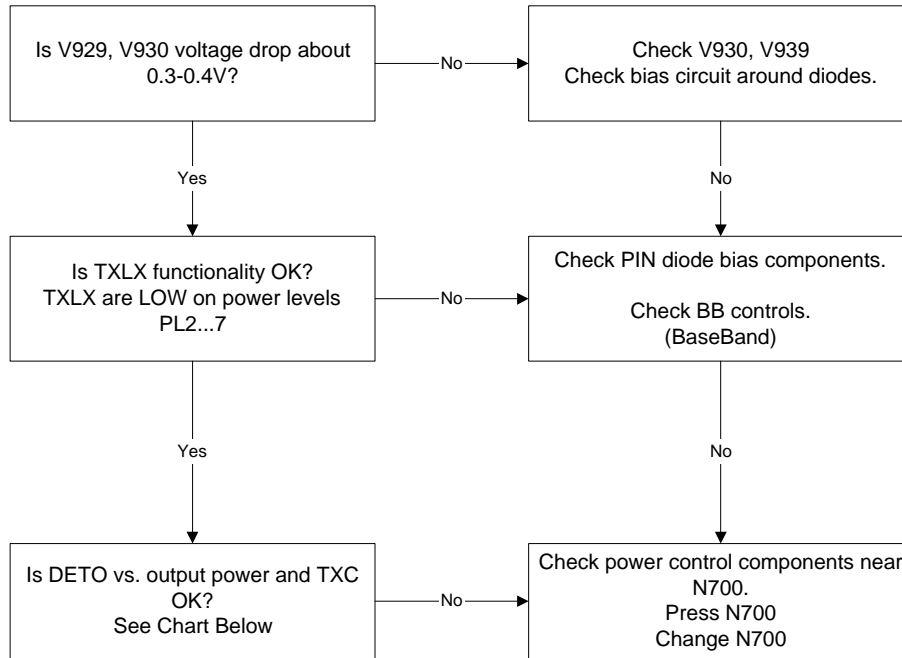 Is V929, V930 voltage drop about
0.3-0.4V?
No
Check V930, V939
Check bias circuit around diodes.
Yes
No
Is TXLX functionality OK?
TXLX are LOW on power levels
PL2...7
No
Check PIN diode bias components.
Check BB controls.
(BaseBand)
Yes
No
Is DETO vs. output power and TXC
OK?
See Chart Below
No
Check power control components near
N700.
Press N700
Change N700